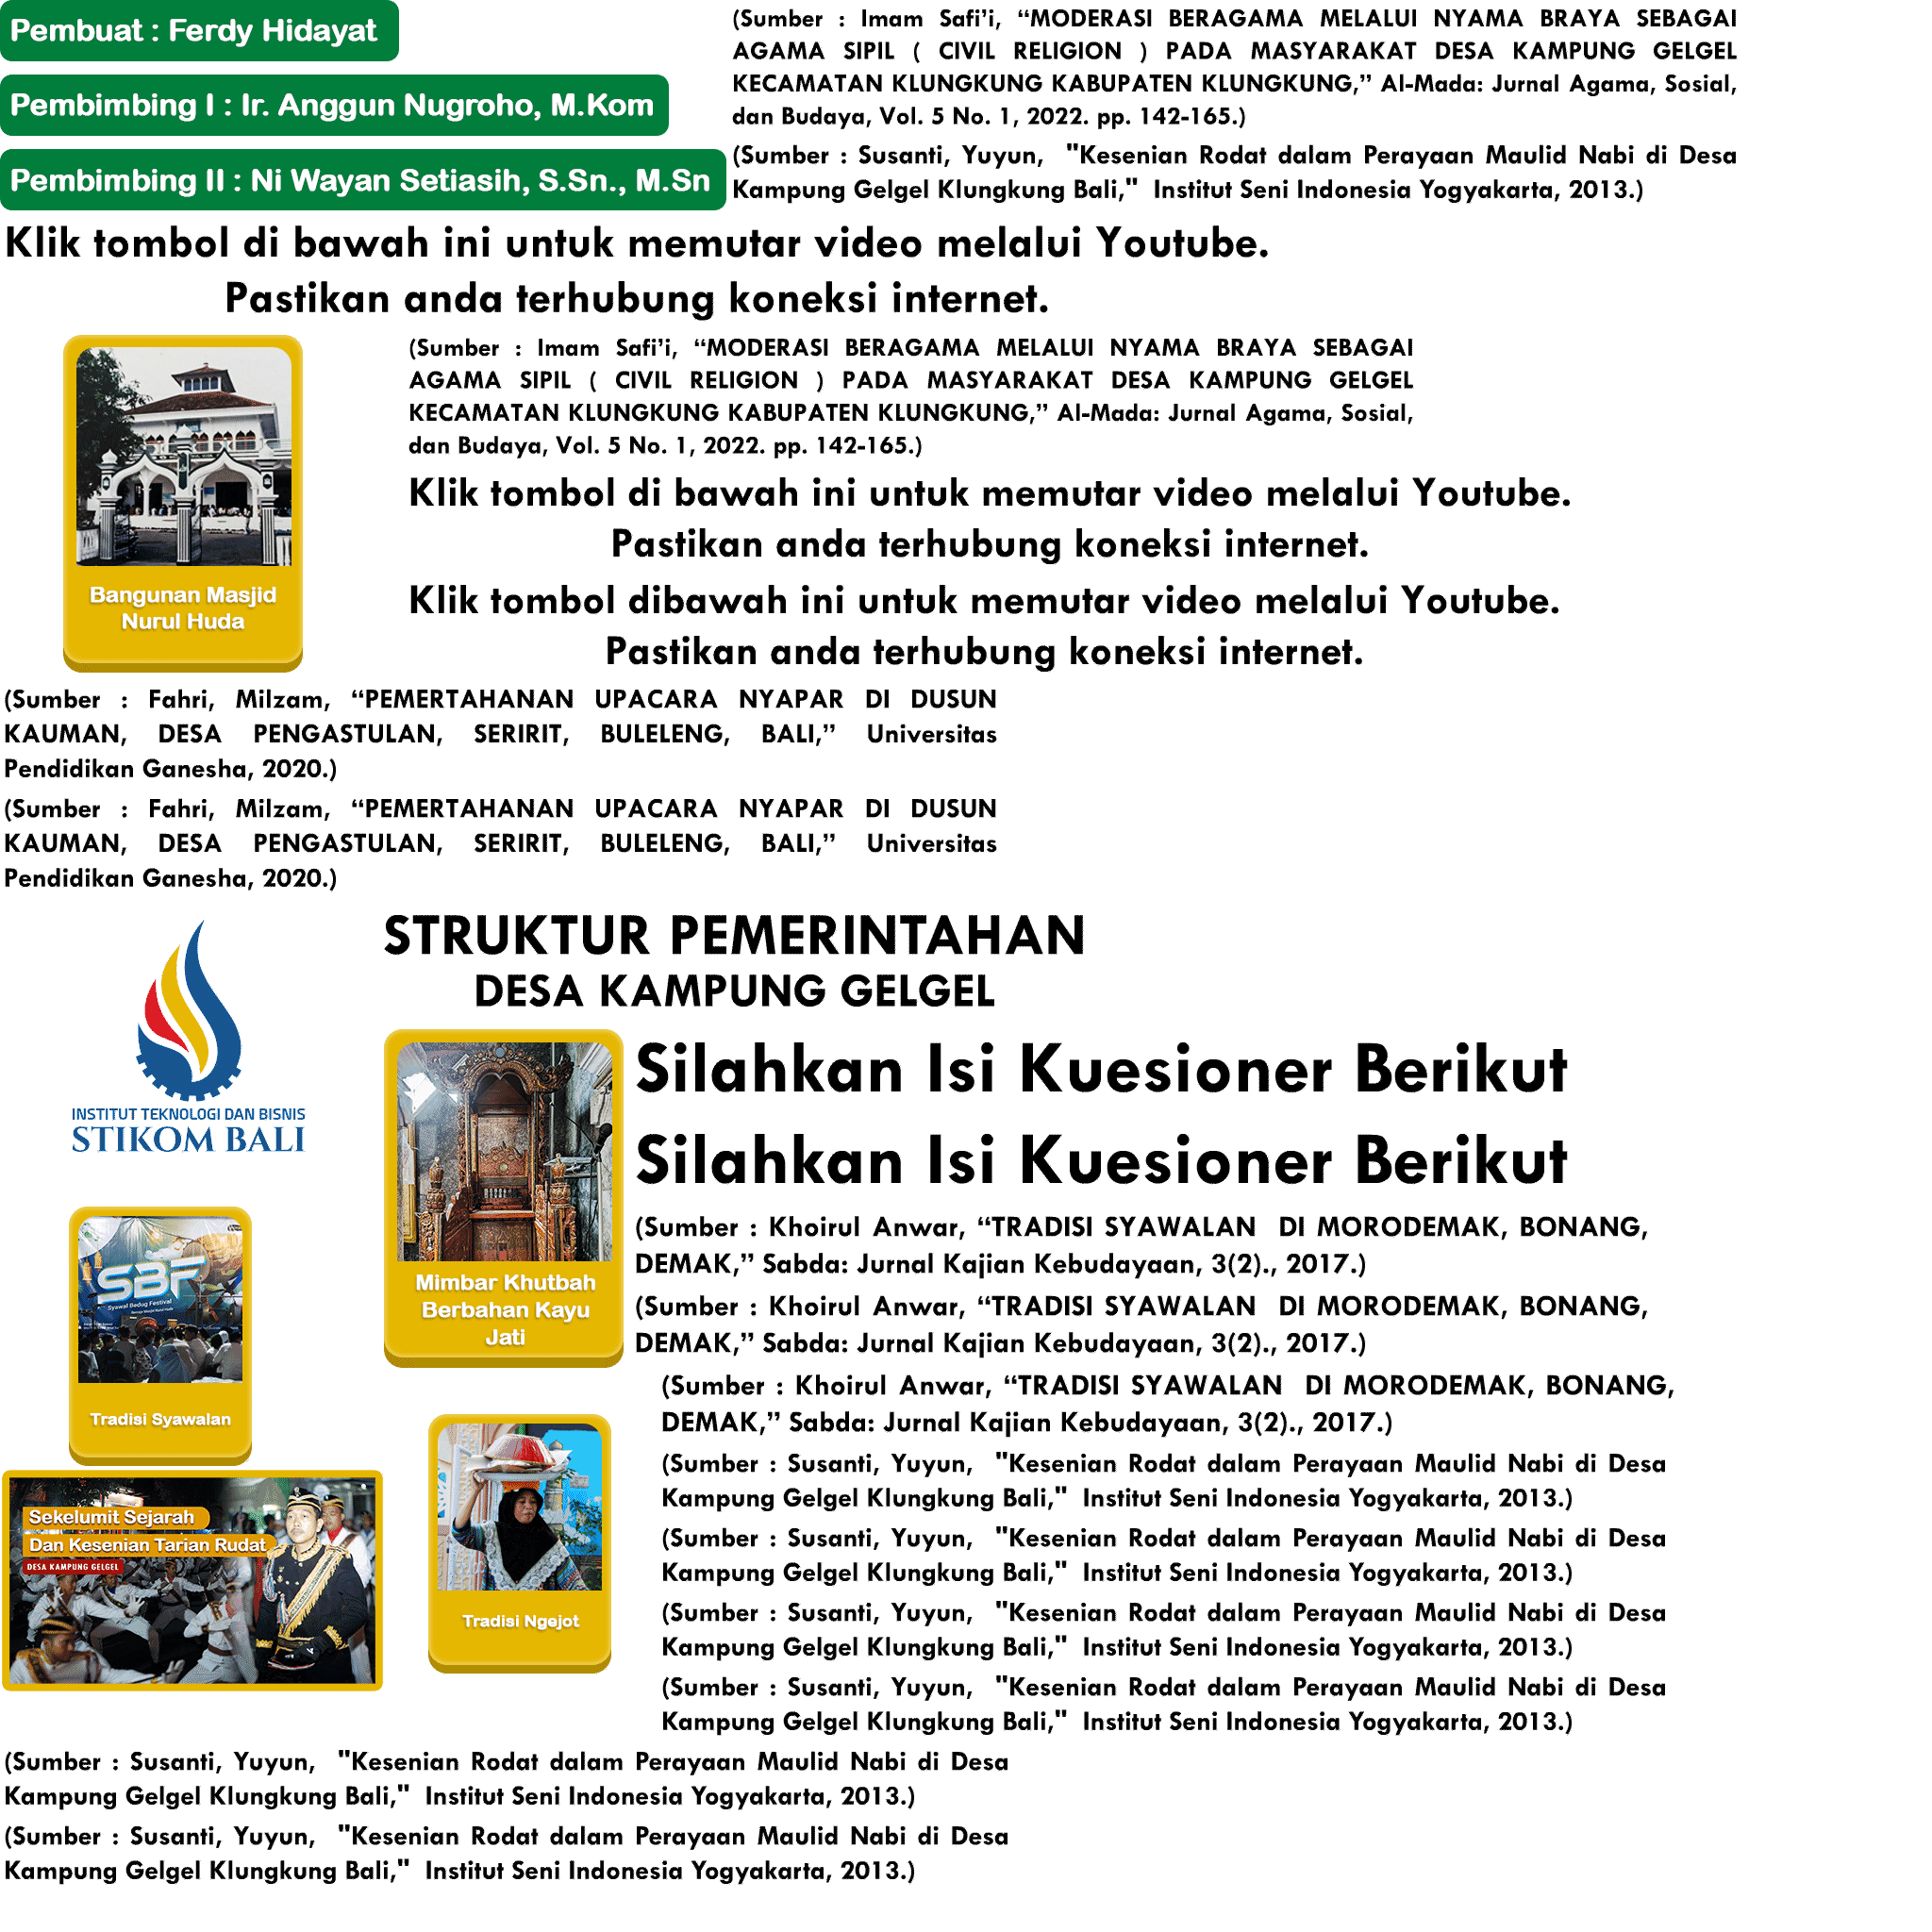 Pembuat : Ferdy Hidayat
Pembimbing I : Ir. Anggun Nugroho, M.Kom
Pembimbing II : Ni Wayan Setiasih, S.Sn., M.Sn
(Sumber : Imam Safi’i, “MODERASI BERAGAMA MELALUI NYAMA BRAYA SEBAGAI
AGAMA SIPIL ( CIVIL RELIGION ) PADA MASYARAKAT DESA KAMPUNG GELGEL
KECAMATAN KLUNGKUNG KABUPATEN KLUNGKUNG,” Al-Mada: Jurnal Agama, Sosial,
dan Budaya, Vol. 5 No. 1, 2022. pp. 142-165.)
(Sumber : Susanti, Yuyun, "Kesenian Rodat dalam Perayaan Maulid Nabi di Desa
Kampung Gelgel Klungkung Bali," Institut Seni Indonesia Yogyakarta, 2013.)
Klik tombol di bawah ini untuk memutar video melalui Youtube.
Pastikan anda terhubung koneksi internet.
Bangunan Masjid
Nurul Huda
(Sumber : Imam Safi’i, “MODERASI BERAGAMA MELALUI NYAMA BRAYA SEBAGAI
AGAMA SIPIL ( CIVIL RELIGION ) PADA MASYARAKAT DESA KAMPUNG GELGEL
KECAMATAN KLUNGKUNG KABUPATEN KLUNGKUNG,” Al-Mada: Jurnal Agama, Sosial,
dan Budaya, Vol. 5 No. 1, 2022. pp. 142-165.)
Klik tombol di bawah ini untuk memutar video melalui Youtube.
Pastikan anda terhubung koneksi internet.
Klik tombol dibawah ini untuk memutar video melalui Youtube.
Pastikan anda terhubung koneksi internet.
(Sumber : Fahri, Milzam, “PEMERTAHANAN UPACARA NYAPAR DI DUSUN
KAUMAN, DESA PENGASTULAN, SERIRIT, BULELENG, BALI,” Universitas
Pendidikan Ganesha, 2020.)
(Sumber : Fahri, Milzam, “PEMERTAHANAN UPACARA NYAPAR DI DUSUN
KAUMAN, DESA PENGASTULAN, SERIRIT, BULELENG, BALI,” Universitas
Pendidikan Ganesha, 2020.)
INSTITUT TEKNOLOGI DAN BISNIS
STIKOM BALI
STRUKTUR PEMERINTAHAN
DESA KAMPUNG GELGEL
Mimbar Khutbah
Berbahan Kayu
Jati
Silahkan Isi Kuesioner Berikut
Silahkan Isi Kuesioner Berikut
SBF
Syawal Bedug Festival
Tradisi Syawalan
(Sumber : Khoirul Anwar, “TRADISI SYAWALAN DI MORODEMAK, BONANG,
DEMAK,” Sabda: Jurnal Kajian Kebudayaan, 3(2)., 2017.)
(Sumber : Khoirul Anwar, “TRADISI SYAWALAN DI MORODEMAK, BONANG,
DEMAK,” Sabda: Jurnal Kajian Kebudayaan, 3(2)., 2017.)
(Sumber : Khoirul Anwar, “TRADISI SYAWALAN DI MORODEMAK, BONANG,
DEMAK,” Sabda: Jurnal Kajian Kebudayaan, 3(2)., 2017.)
Sekelumit Sejarah
Dan Kesenian Tarian Rudat
DESA KAMPUNG GELGEL
Tradisi Ngejot
(Sumber : Susanti, Yuyun, "Kesenian Rodat dalam Perayaan Maulid Nabi di Desa
Kampung Gelgel Klungkung Bali," Institut Seni Indonesia Yogyakarta, 2013.)
(Sumber : Susanti, Yuyun, "Kesenian Rodat dalam Perayaan Maulid Nabi di Desa
Kampung Gelgel Klungkung Bali," Institut Seni Indonesia Yogyakarta, 2013.)
(Sumber : Susanti, Yuyun, "Kesenian Rodat dalam Perayaan Maulid Nabi di Desa
Kampung Gelgel Klungkung Bali," Institut Seni Indonesia Yogyakarta, 2013.)
(Sumber : Susanti, Yuyun, "Kesenian Rodat dalam Perayaan Maulid Nabi di Desa
Kampung Gelgel Klungkung Bali," Institut Seni Indonesia Yogyakarta, 2013.)
(Sumber : Susanti, Yuyun, "Kesenian Rodat dalam Perayaan Maulid Nabi di Desa
Kampung Gelgel Klungkung Bali," Institut Seni Indonesia Yogyakarta, 2013.)
(Sumber : Susanti, Yuyun, "Kesenian Rodat dalam Perayaan Maulid Nabi di Desa
Kampung Gelgel Klungkung Bali," Institut Seni Indonesia Yogyakarta, 2013.)